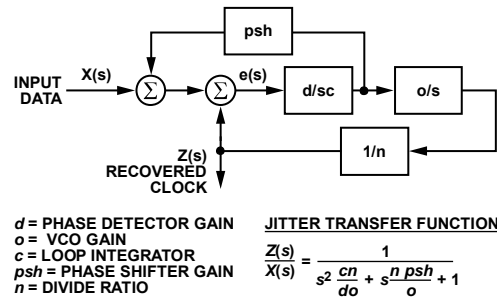 psh
X(s)
e(s)
INPUT
DATA
Σ
Σ
d/sc
o/s
Z(s)
RECOVERED
CLOCK
1/n
d = PHASE DETECTOR GAIN
o = VCO GAIN
c = LOOP INTEGRATOR
psh = PHASE SHIFTER GAIN
n = DIVIDE RATIO
JITTER TRANSFER FUNCTION
Z(s)/X(s) = 1/(s² cn/do + s n psh/o + 1)